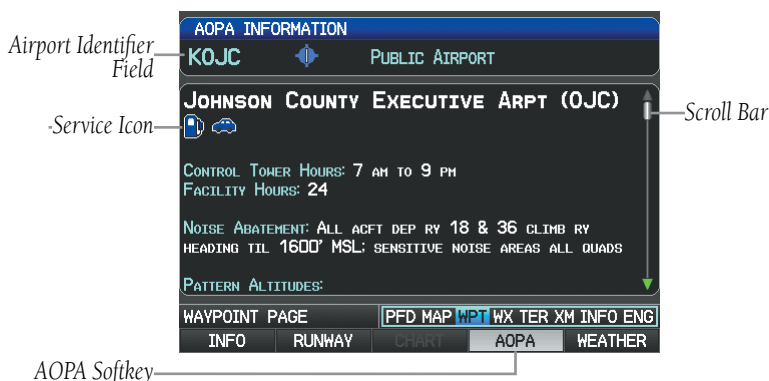 AOPA INFORMATION
Airport Identifier
Field
KOJC PUBLIC AIRPORT
JOHNSON COUNTY EXECUTIVE ARPT (OJC)
Scroll Bar
Service Icon
CONTROL TOWER HOURS: 7 AM TO 9 PM
FACILITY HOURS: 24
NOISE ABATEMENT: ALL ACFT DEP RY 18 & 36 CLIMB RY
HEADING TIL 1600' MSL; SENSITIVE NOISE AREAS ALL QUADS
PATTERN ALTITUDES:
WAYPOINT PAGE PFD MAP WPT WX TER XM INFO ENG
INFO RUNWAY CHART AOPA WEATHER
AOPA Softkey